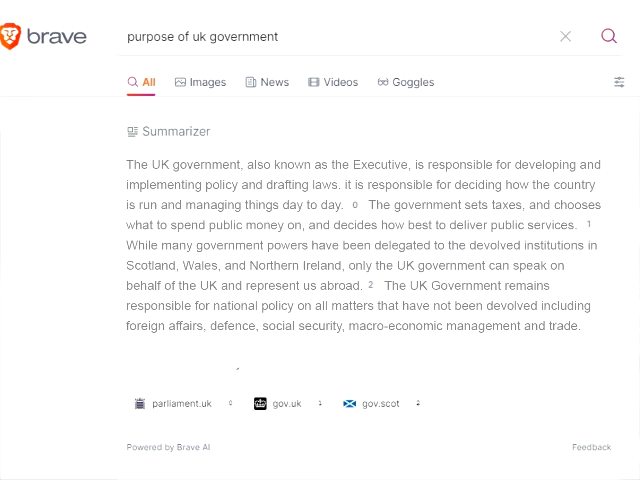 brave
purpose of uk government
All Images News Videos Goggles
Summarizer
The UK government, also known as the Executive, is responsible for developing and
implementing policy and drafting laws. it is responsible for deciding how the country
is run and managing things day to day. 0 The government sets taxes, and chooses
what to spend public money on, and decides how best to deliver public services. 1
While many government powers have been delegated to the devolved institutions in
Scotland, Wales, and Northern Ireland, only the UK government can speak on
behalf of the UK and represent us abroad. 2 The UK Government remains
responsible for national policy on all matters that have not been devolved including
foreign affairs, defence, social security, macro-economic management and trade.
parliament.uk 0 gov.uk 1 gov.scot 2
Powered by Brave AI Feedback